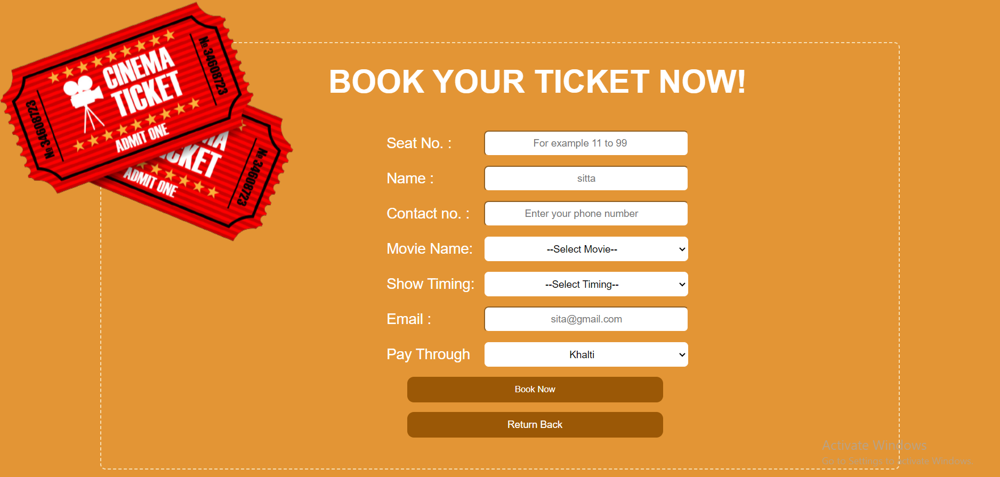 CINEMA
TICKET
ADMIT ONE
№ 34608723
№ 34608723
CKET
ADMIT ONE
№ 34608723
BOOK YOUR TICKET NOW!
Seat No. : For example 11 to 99
Name : sitta
Contact no. : Enter your phone number
Movie Name: --Select Movie--
Show Timing: --Select Timing--
Email : sita@gmail.com
Pay Through Khalti
Book Now
Return Back
Activate Windows
Go to Settings to activate Windows.